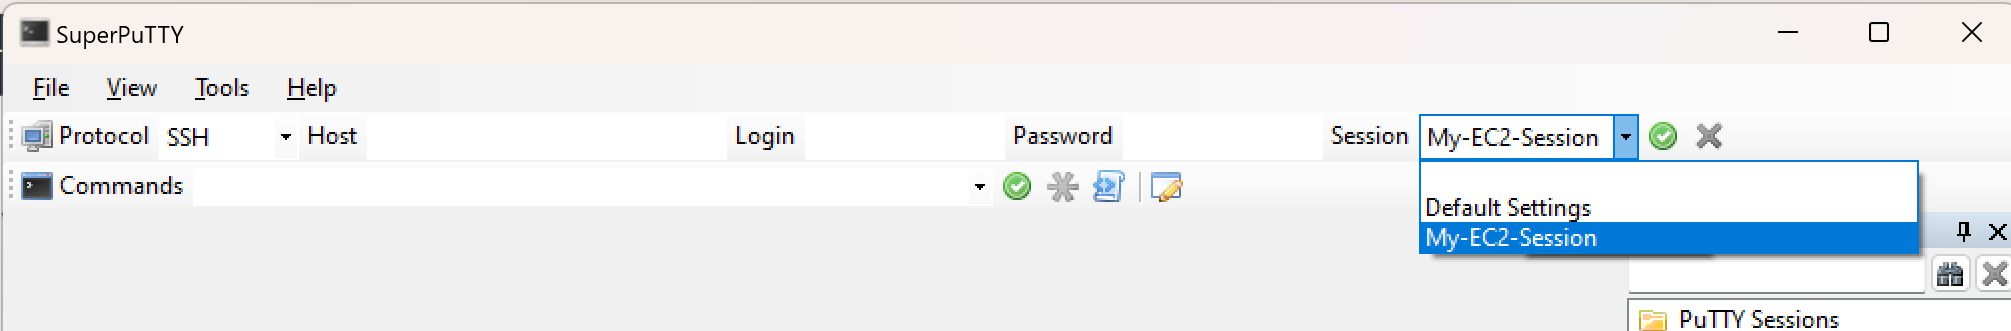 SuperPuTTY
File View Tools Help
Protocol SSH Host Login Password Session My-EC2-Session
Commands
Default Settings
My-EC2-Session
PuTTY Sessions